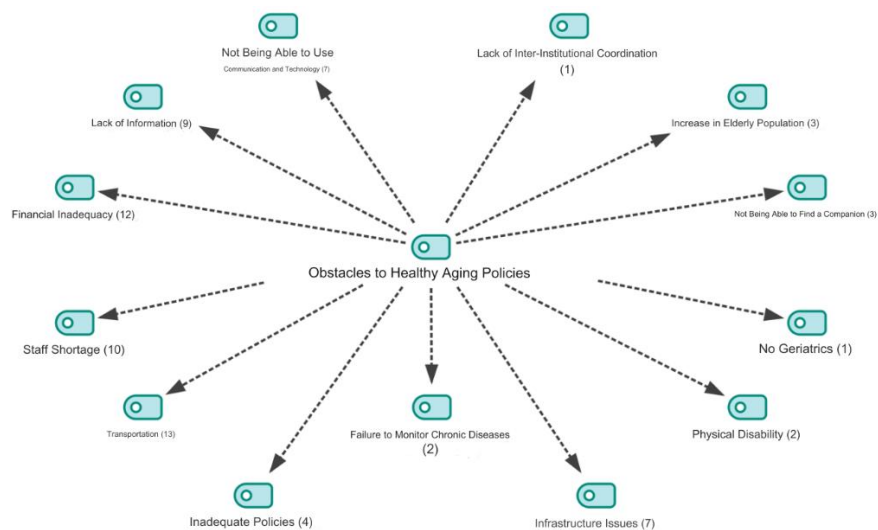 Not Being Able to Use
Communication and Technology (7)
Lack of Inter-Institutional Coordination
(1)
Lack of Information (9)
Increase in Elderly Population (3)
Financial Inadequacy (12)
Not Being Able to Find a Companion (3)
Obstacles to Healthy Aging Policies
Staff Shortage (10)
No Geriatrics (1)
Transportation (13)
Failure to Monitor Chronic Diseases
(2)
Physical Disability (2)
Inadequate Policies (4)
Infrastructure Issues (7)